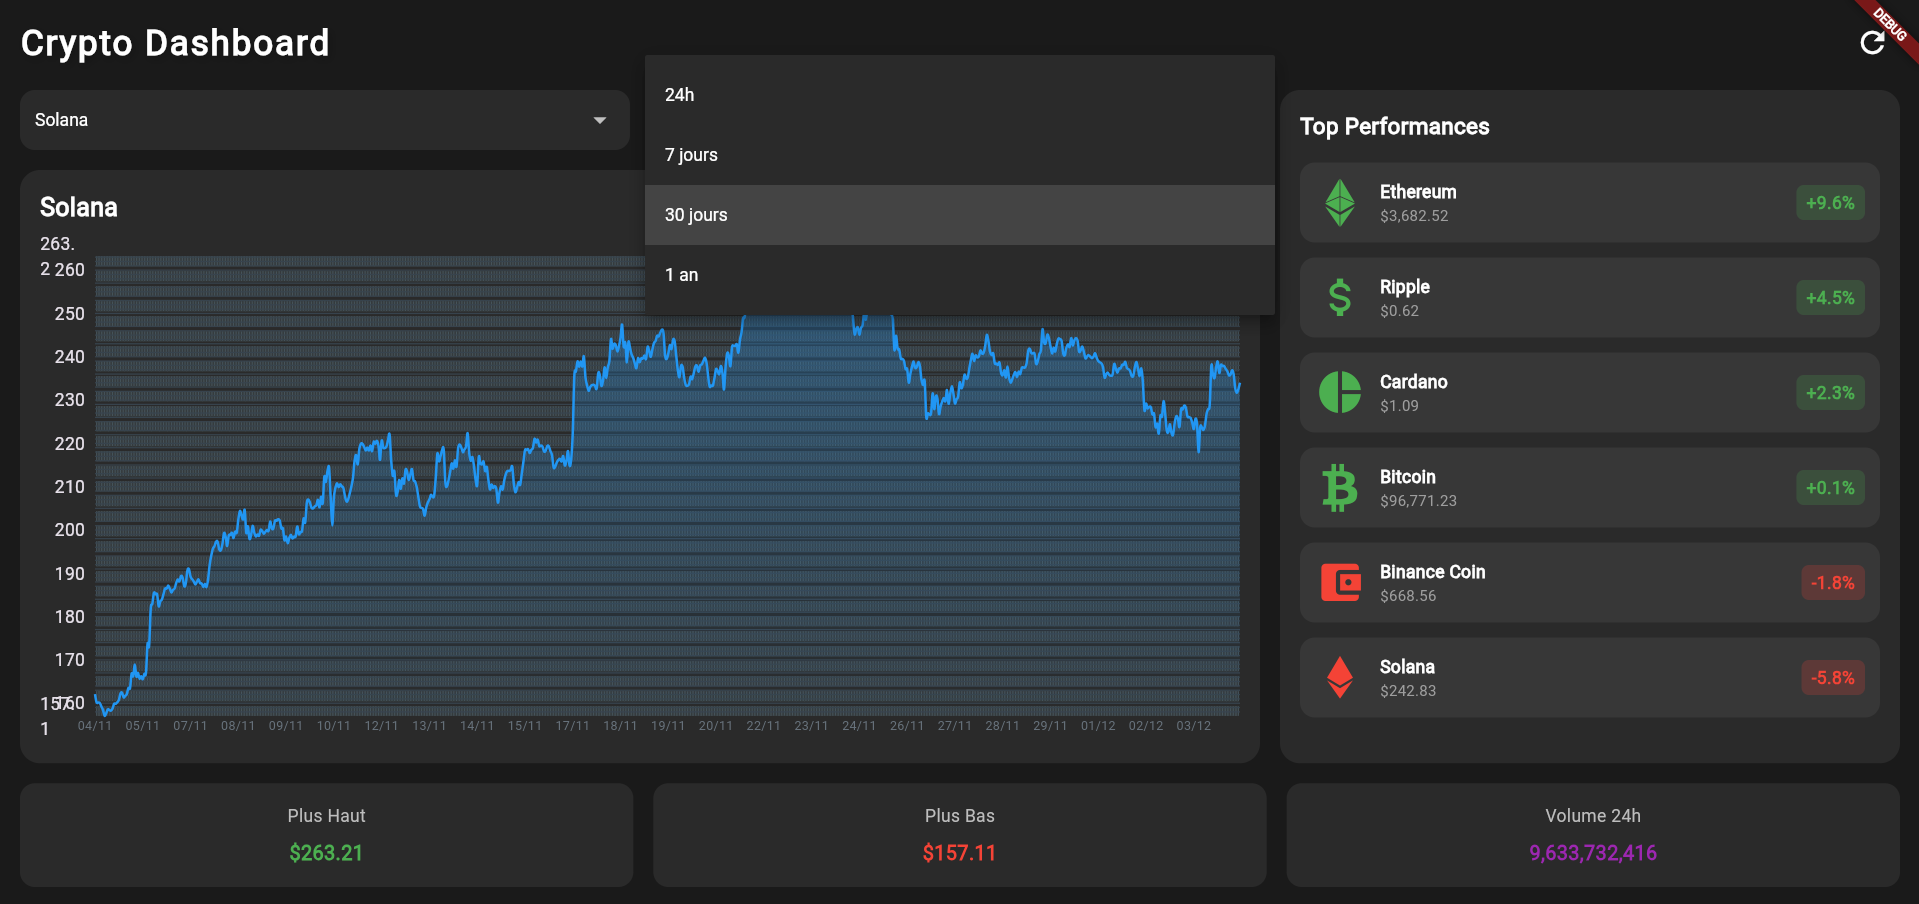 Crypto Dashboard
DEBUG
Solana
24h
7 jours
30 jours
1 an
Solana
263.
2
260
250
240
230
220
210
200
190
180
170
160
157.
1
04/11 05/11 07/11 08/11 09/11 10/11 12/11 13/11 14/11 15/11 17/11 18/11 19/11 20/11 22/11 23/11 24/11 26/11 27/11 28/11 29/11 01/12 02/12 03/12
Top Performances
Ethereum
$3,682.52
+9.6%
Ripple
$0.62
+4.5%
Cardano
$1.09
+2.3%
Bitcoin
$96,771.23
+0.1%
Binance Coin
$668.56
-1.8%
Solana
$242.83
-5.8%
Plus Haut
$263.21
Plus Bas
$157.11
Volume 24h
9,633,732,416